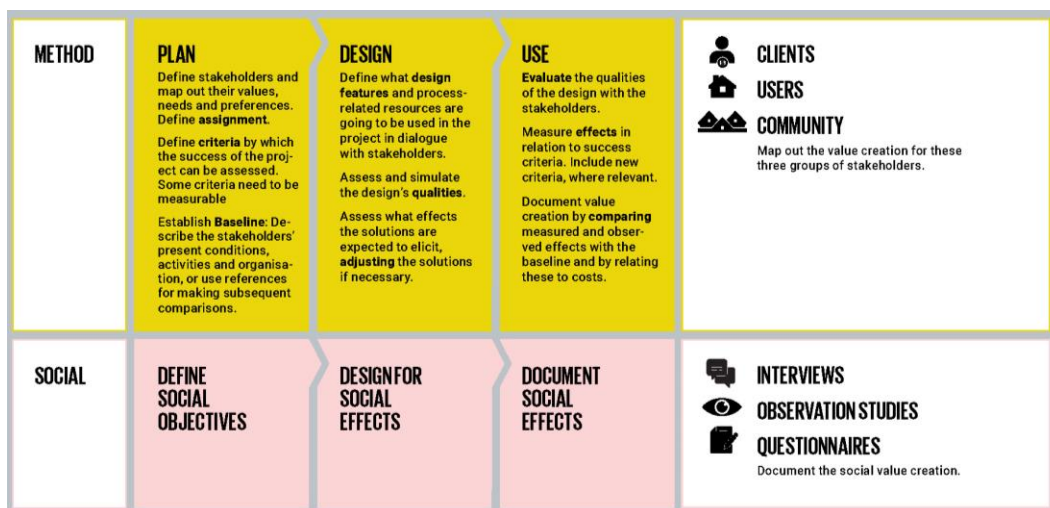 METHOD
PLAN
Define stakeholders and
map out their values,
needs and preferences.
Define assignment.
Define criteria by which
the success of the proj-
ect can be assessed.
Some criteria need to be
measurable
Establish Baseline: De-
scribe the stakeholders'
present conditions,
activities and organisa-
tion, or use references
for making subsequent
comparisons.
DESIGN
Define what design
features and process-
related resources are
going to be used in the
project in dialogue
with stakeholders.
Assess and simulate
the design's qualities.
Assess what effects
the solutions are
expected to elicit,
adjusting the solutions
if necessary.
USE
Evaluate the qualities
of the design with the
stakeholders.
Measure effects in
relation to success
criteria. Include new
criteria, where relevant.
Document value
creation by comparing
measured and obser-
ved effects with the
baseline and by relating
these to costs.
CLIENTS
USERS
COMMUNITY
Map out the value creation for these
three groups of stakeholders.
SOCIAL
DEFINE
SOCIAL
OBJECTIVES
DESIGN FOR
SOCIAL
EFFECTS
DOCUMENT
SOCIAL
EFFECTS
INTERVIEWS
OBSERVATION STUDIES
QUESTIONNAIRES
Document the social value creation.